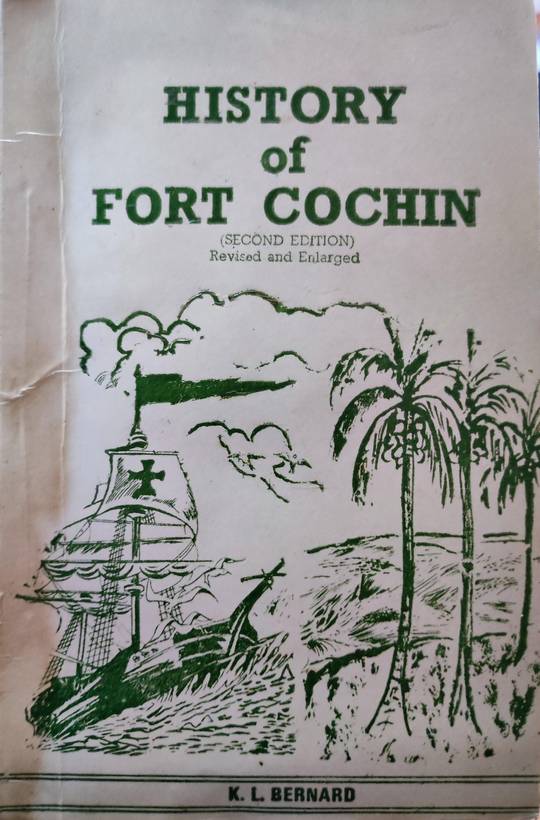 HISTORY
of
FORT COCHIN
(SECOND EDITION)
Revised and Enlarged
K. L. BERNARD